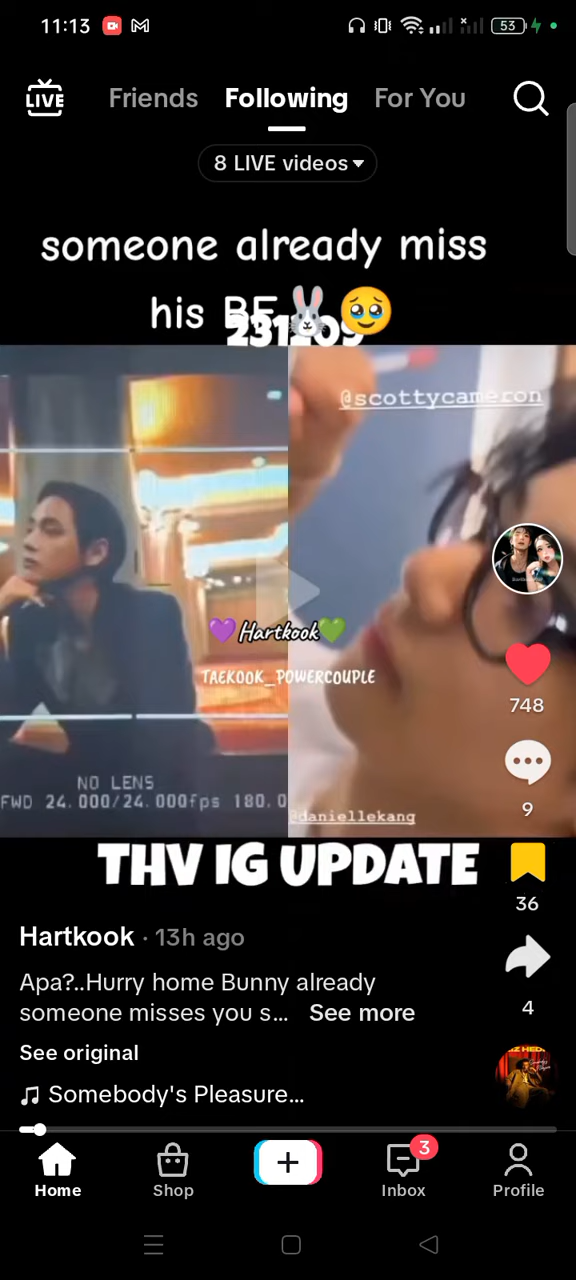 11:13
53
LIVE
Friends
Following
For You
8 LIVE videos
someone already miss
his BF 🐰🥹
231209
@scottycameron
💜Hartkook💚
TAEKOOK_POWERCOUPLE
NO LENS
FWD 24.000/24.000fps 180.0
@daniellekang
THV IG UPDATE
748
9
36
4
Hartkook · 13h ago
Apa?..Hurry home Bunny already
someone misses you s... See more
See original
Somebody's Pleasure...
Home
Shop
3
Inbox
Profile